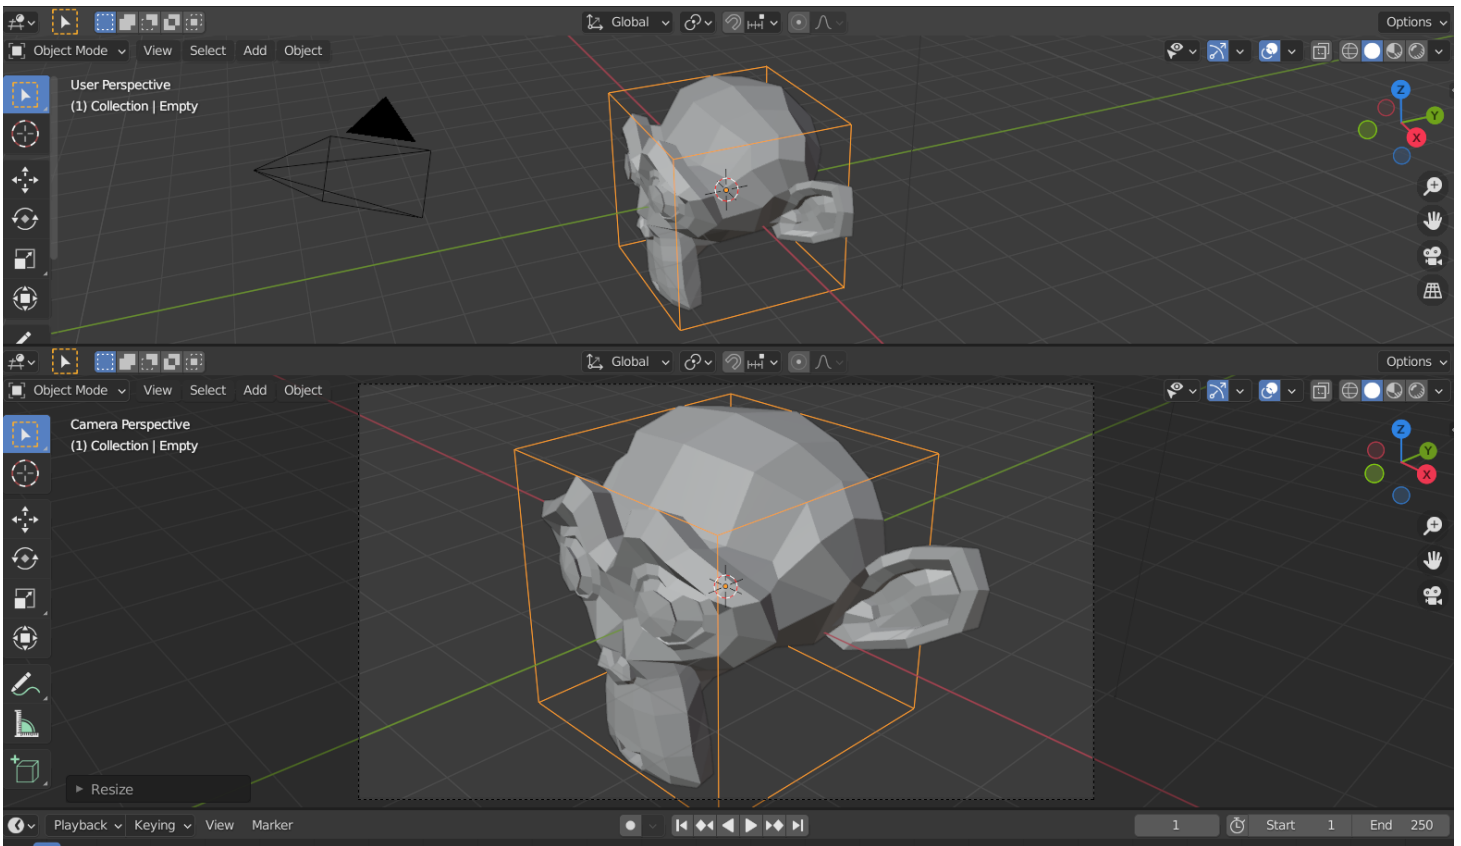 Global
Options
Object Mode View Select Add Object
User Perspective
(1) Collection | Empty
Z
Y
X
Global
Options
Object Mode View Select Add Object
Camera Perspective
(1) Collection | Empty
Z
Y
X
Resize
Playback Keying View Marker 1 Start 1 End 250